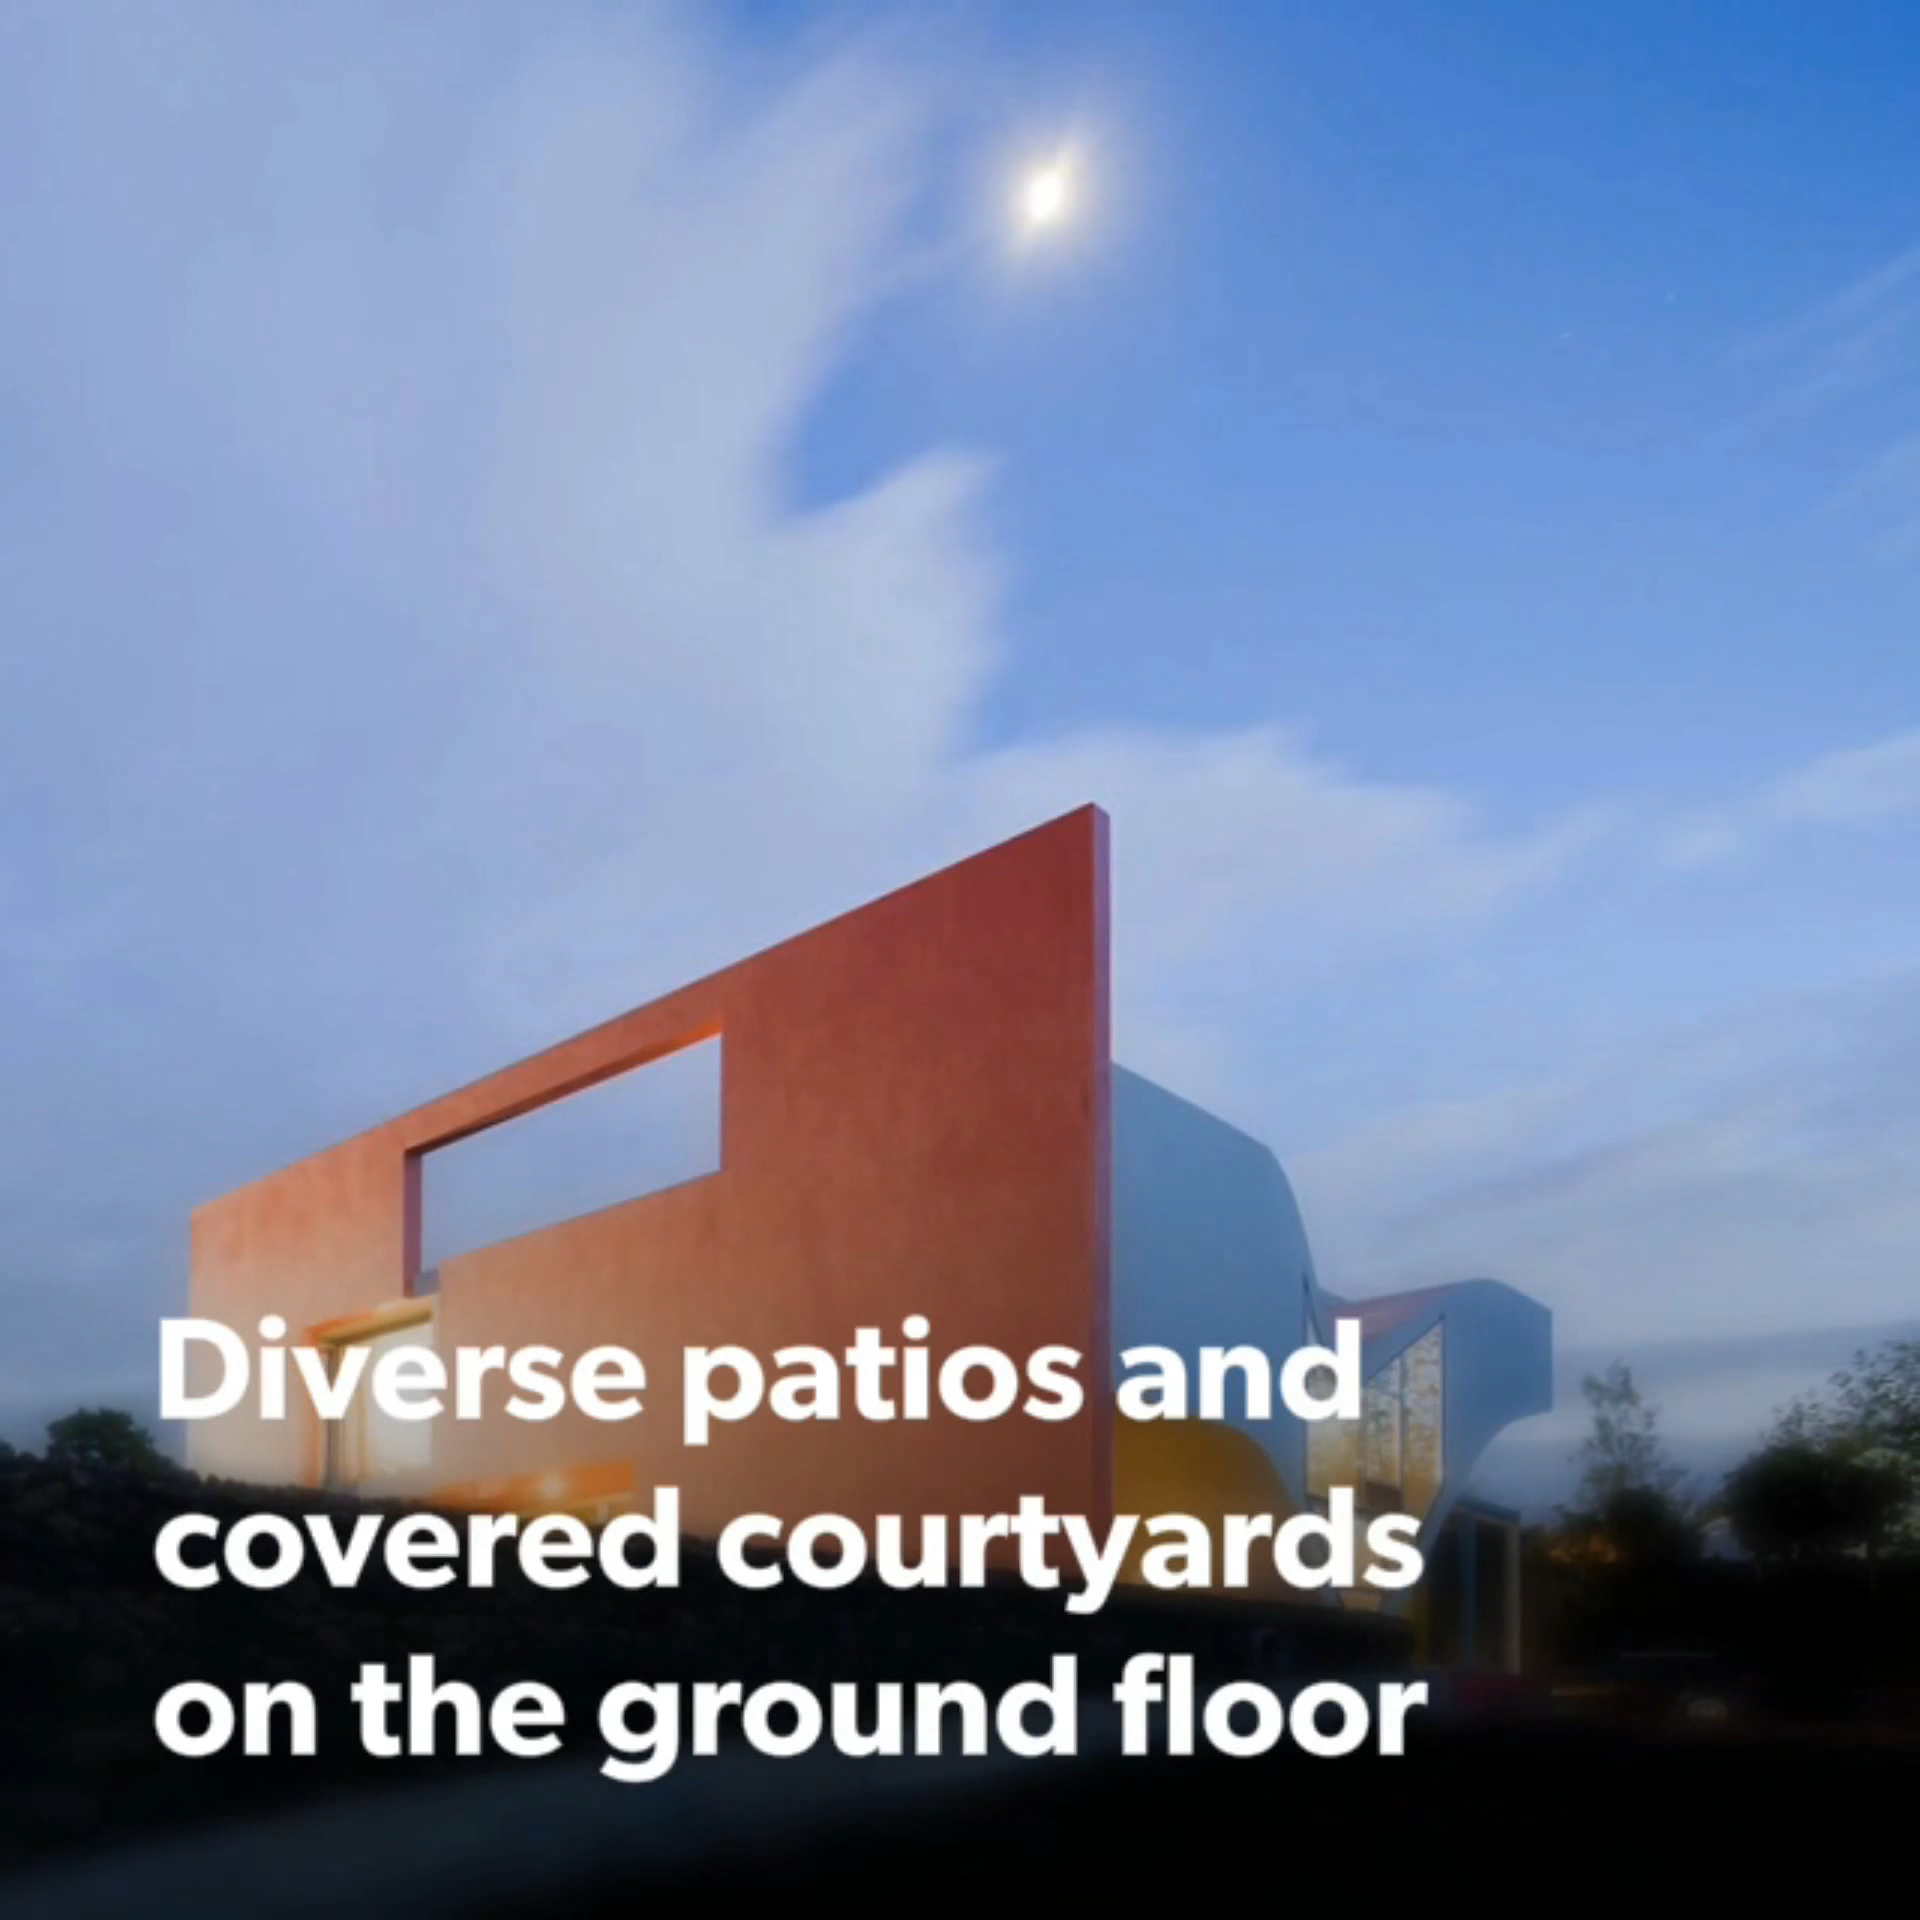 Diverse patios and
covered courtyards
on the ground floor